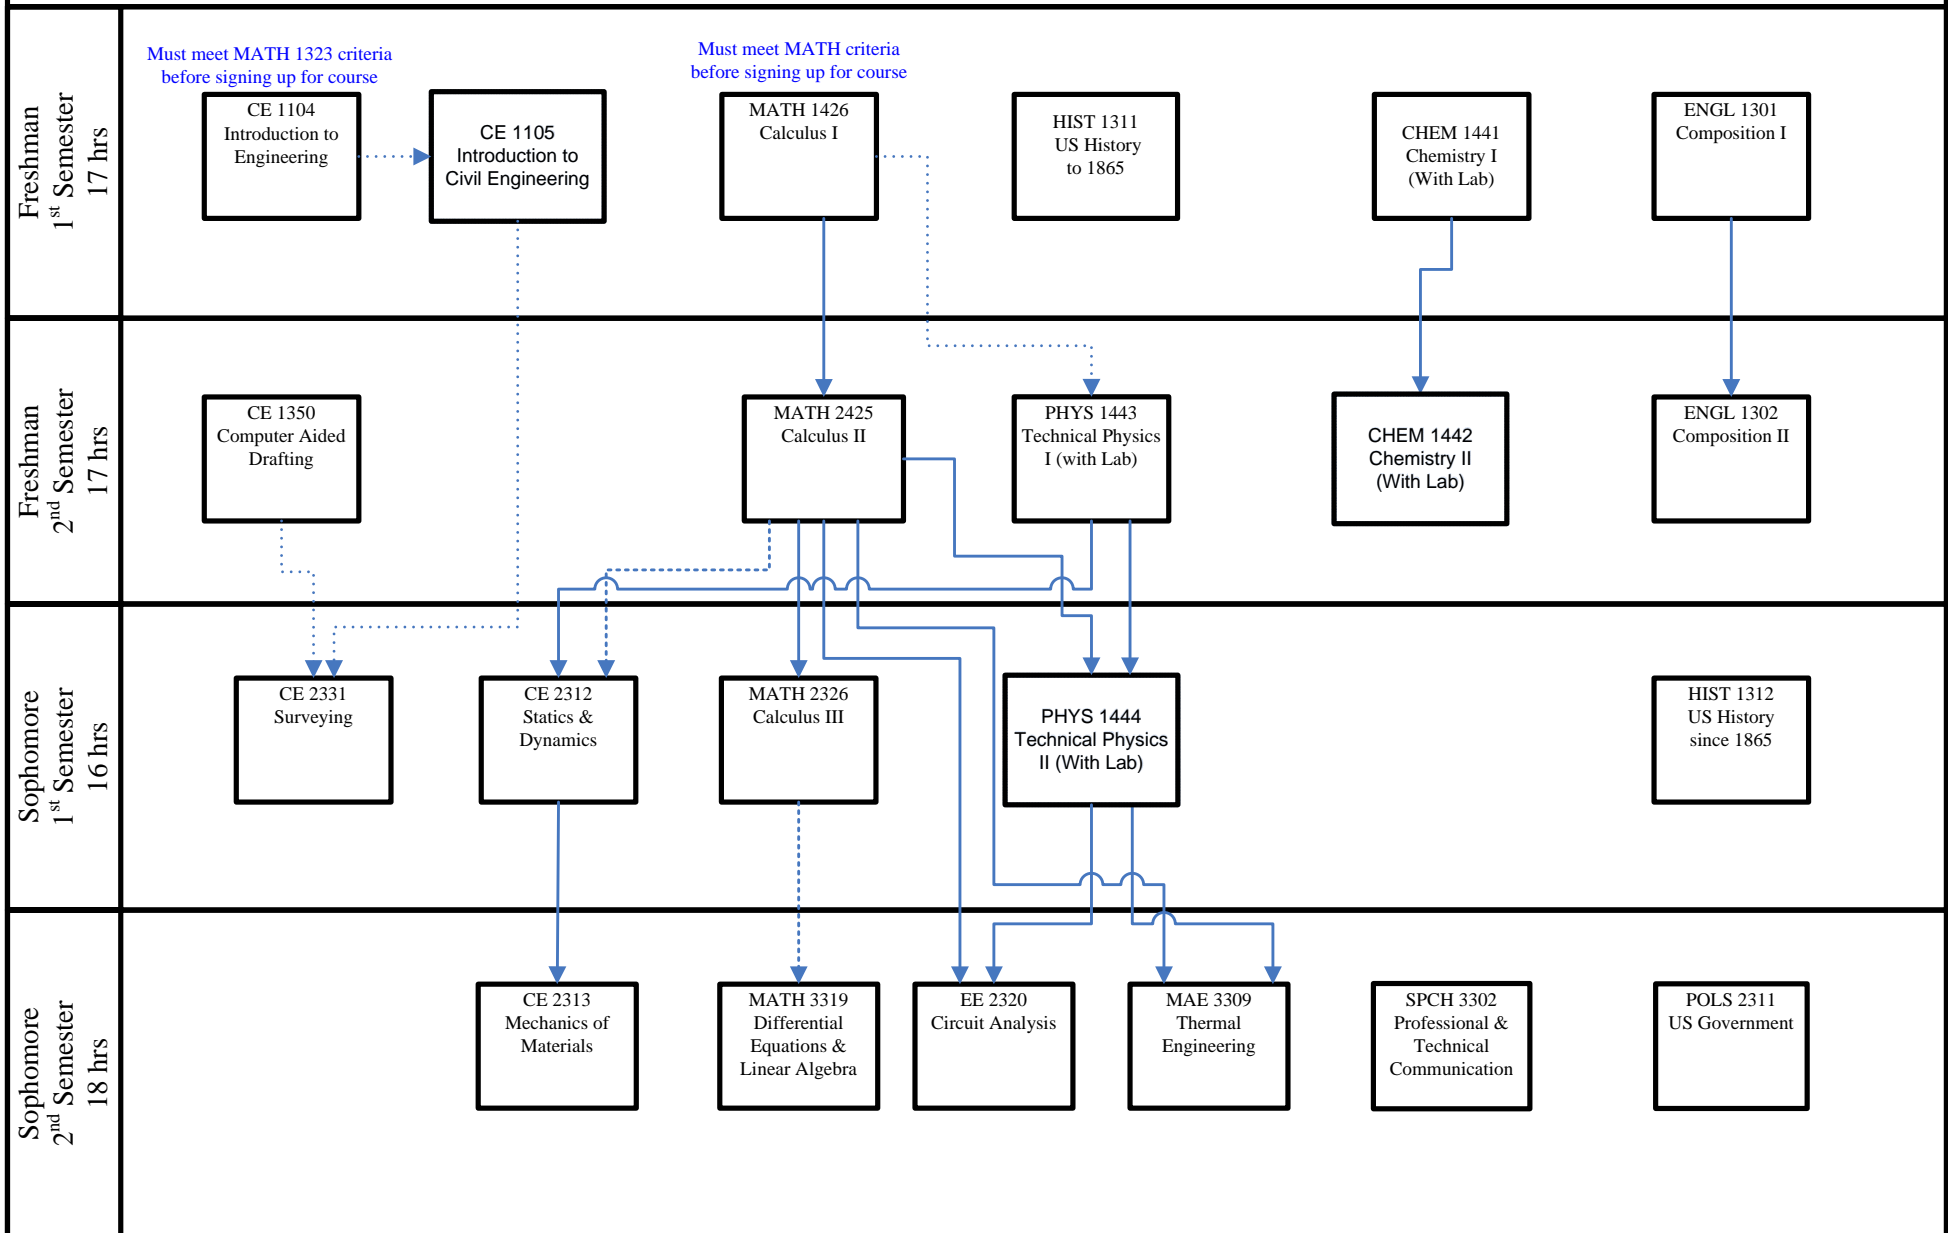 Freshman
1st Semester
17 hrs
Must meet MATH 1323 criteria
before signing up for course
Must meet MATH criteria
before signing up for course
CE 1104
Introduction to
Engineering
CE 1105
Introduction to
Civil Engineering
MATH 1426
Calculus I
HIST 1311
US History
to 1865
CHEM 1441
Chemistry I
(With Lab)
ENGL 1301
Composition I
Freshman
2nd Semester
17 hrs
CE 1350
Computer Aided
Drafting
MATH 2425
Calculus II
PHYS 1443
Technical Physics
I (with Lab)
CHEM 1442
Chemistry II
(With Lab)
ENGL 1302
Composition II
Sophomore
1st Semester
16 hrs
CE 2331
Surveying
CE 2312
Statics &
Dynamics
MATH 2326
Calculus III
PHYS 1444
Technical Physics
II (With Lab)
HIST 1312
US History
since 1865
Sophomore
2nd Semester
18 hrs
CE 2313
Mechanics of
Materials
MATH 3319
Differential
Equations &
Linear Algebra
EE 2320
Circuit Analysis
MAE 3309
Thermal
Engineering
SPCH 3302
Professional &
Technical
Communication
POLS 2311
US Government